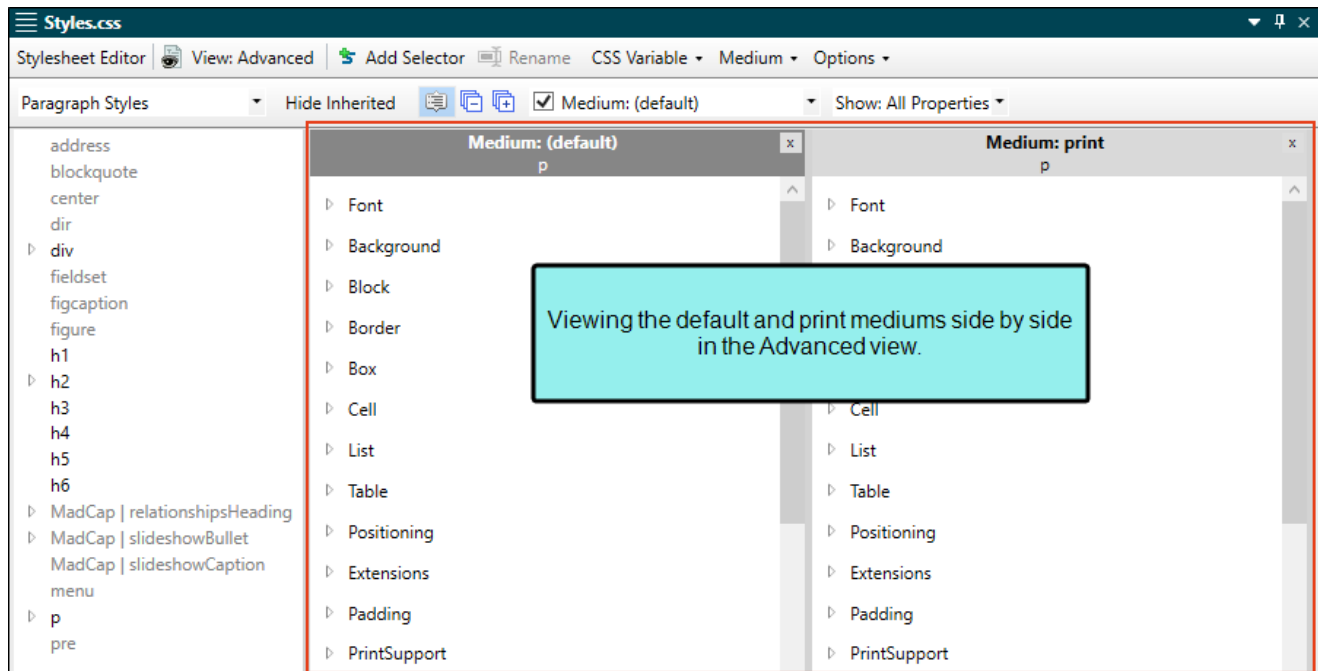 Styles.css
Stylesheet Editor View: Advanced Add Selector Rename CSS Variable Medium Options
Paragraph Styles Hide Inherited Medium: (default) Show: All Properties
address
blockquote
center
dir
div
fieldset
figcaption
figure
h1
h2
h3
h4
h5
h6
MadCap | relationshipsHeading
MadCap | slideshowBullet
MadCap | slideshowCaption
menu
p
pre
Medium: (default) x
p
Font
Background
Block
Border
Box
Cell
List
Table
Positioning
Extensions
Padding
PrintSupport
Medium: print x
p
Font
Background
Cell
List
Table
Positioning
Extensions
Padding
PrintSupport
Viewing the default and print mediums side by side
in the Advanced view.